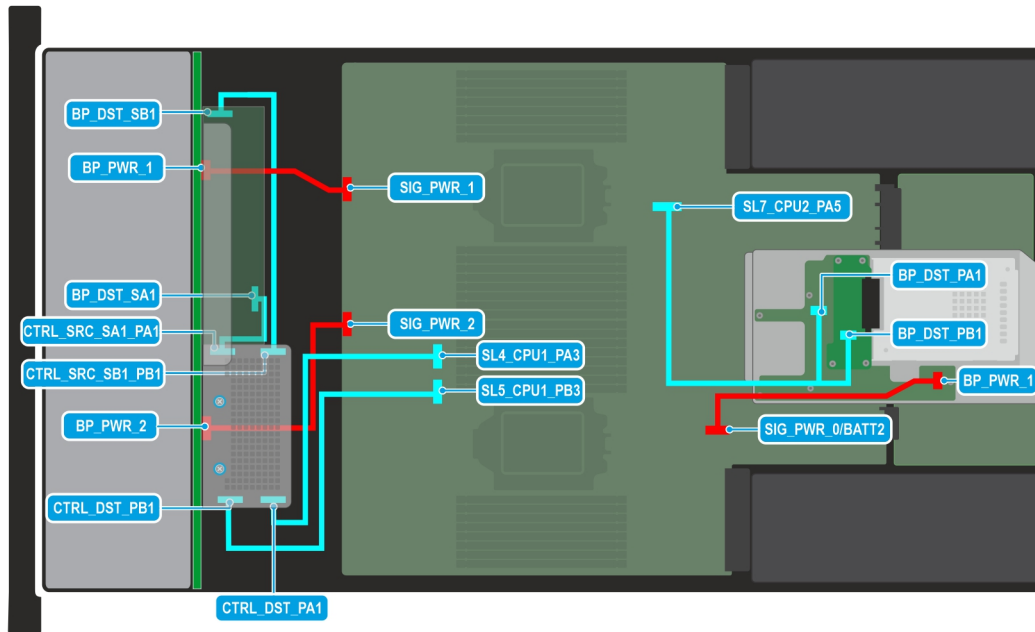 BP_DST_SB1
BP_PWR_1
SIG_PWR_1
SL7_CPU2_PA5
BP_DST_PA1
BP_DST_SA1
CTRL_SRC_SA1_PA1
SIG_PWR_2
BP_DST_PB1
SL4_CPU1_PA3
CTRL_SRC_SB1_PB1
SL5_CPU1_PB3
BP_PWR_1
BP_PWR_2
SIG_PWR_0/BATT2
CTRL_DST_PB1
CTRL_DST_PA1